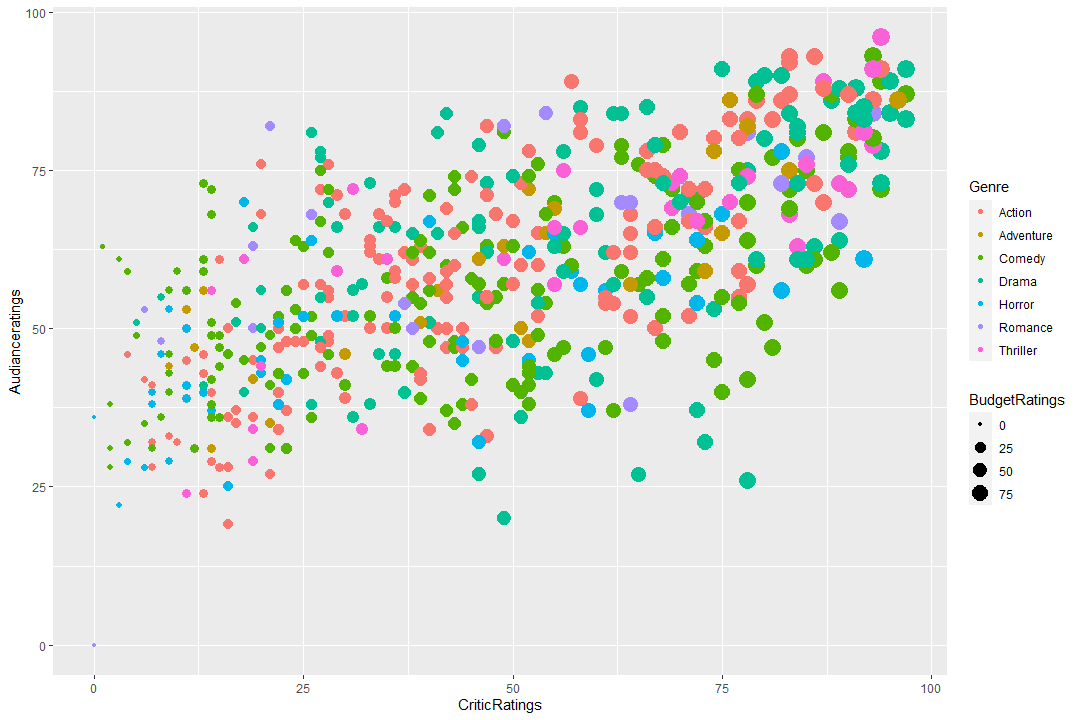 100
75
50
25
0
Audianceratings
0
25
50
75
100
CriticRatings
Genre
Action
Adventure
Comedy
Drama
Horror
Romance
Thriller
BudgetRatings
0
25
50
75